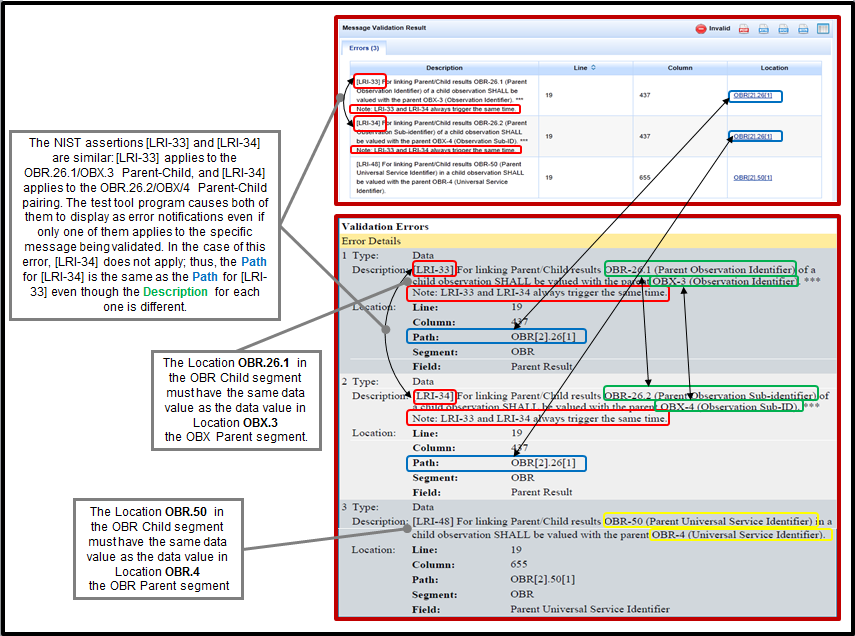 Message Validation Result
Invalid
Errors (3)
Description Line Column Location
[LRI-33] For linking Parent/Child results OBR-26.1 (Parent
Observation Identifier) of a child observation SHALL be
valued with the parent OBX-3 (Observation Identifier). ***
Note: LRI-33 and LRI-34 always trigger the same time.
19 437 OBR[2].26[1]
[LRI-34] For linking Parent/Child results OBR-26.2 (Parent
Observation Sub-identifier) of a child observation SHALL
be valued with the parent OBX-4 (Observation Sub-ID). ***
Note: LRI-33 and LRI-34 always trigger the same time.
19 437 OBR[2].26[1]
[LRI-48] For linking Parent/Child results OBR-50 (Parent
Universal Service Identifier) in a child observation SHALL
be valued with the parent OBR-4 (Universal Service
Identifier).
19 655 OBR[2].50[1]
The NIST assertions [LRI-33] and [LRI-34]
are similar: [LRI-33] applies to the
OBR.26.1/OBX.3 Parent-Child, and [LRI-34]
applies to the OBR.26.2/OBX/4 Parent-Child
pairing. The test tool program causes both of
them to display as error notifications even if
only one of them applies to the specific
message being validated. In the case of this
error, [LRI-34] does not apply; thus, the Path
for [LRI-34] is the same as the Path for [LRI-
33] even though the Description for each
one is different.
The Location OBR.26.1 in
the OBR Child segment
must have the same data
value as the data value in
Location OBX.3
the OBX Parent segment.
The Location OBR.50 in
the OBR Child segment
must have the same data
value as the data value in
Location OBR.4
the OBR Parent segment
Validation Errors
Error Details
1 Type: Data
Description: [LRI-33] For linking Parent/Child results OBR-26.1 (Parent Observation Identifier) of a
child observation SHALL be valued with the parent OBX-3 (Observation Identifier). ***
Note: LRI-33 and LRI-34 always trigger the same time.
Location: Line: 19
Column: 437
Path: OBR[2].26[1]
Segment: OBR
Field: Parent Result
2 Type: Data
Description: [LRI-34] For linking Parent/Child results OBR-26.2 (Parent Observation Sub-identifier) of
a child observation SHALL be valued with the parent OBX-4 (Observation Sub-ID). ***
Note: LRI-33 and LRI-34 always trigger the same time.
Location: Line: 19
Column: 437
Path: OBR[2].26[1]
Segment: OBR
Field: Parent Result
3 Type: Data
Description: [LRI-48] For linking Parent/Child results OBR-50 (Parent Universal Service Identifier) in a
child observation SHALL be valued with the parent OBR-4 (Universal Service Identifier).
Location: Line: 19
Column: 655
Path: OBR[2].50[1]
Segment: OBR
Field: Parent Universal Service Identifier